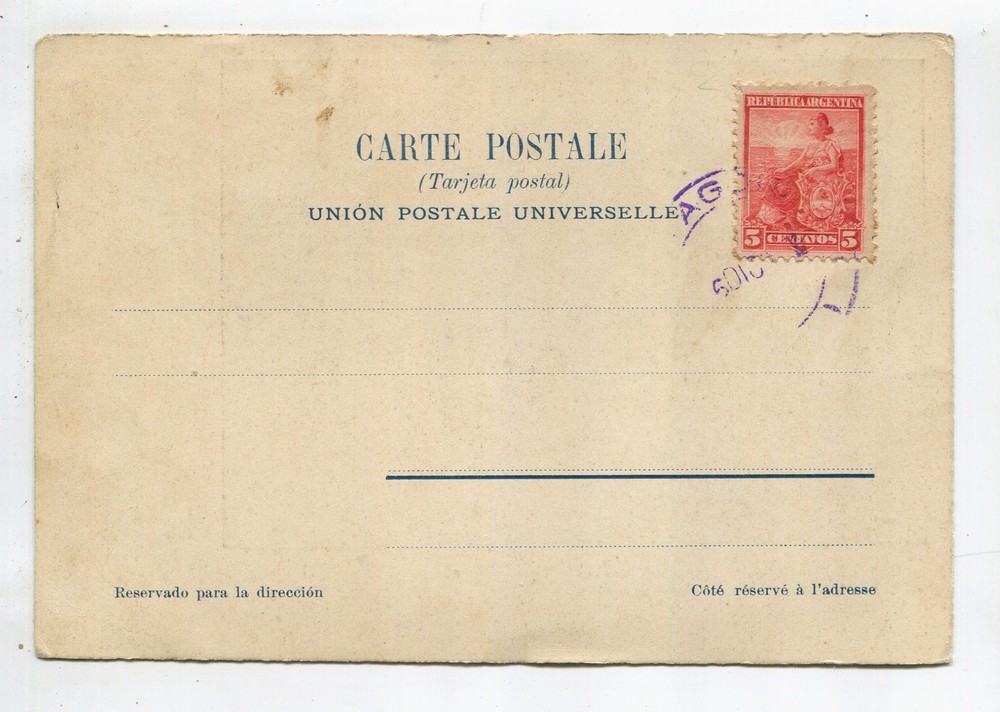 CARTE POSTALE
(Tarjeta postal)
UNIÓN POSTALE UNIVERSELLE
REPUBLICA ARGENTINA
5 CENTAVOS 5
Reservado para la dirección
Côté réservé à l'adresse